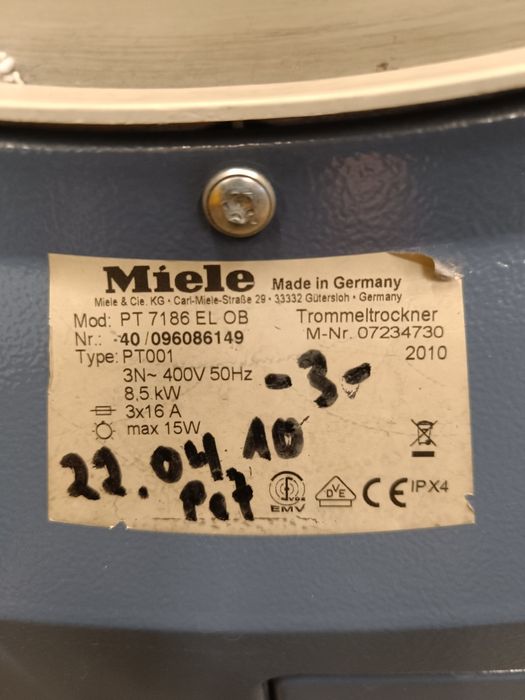 Miele Made in Germany
Miele & Cie. KG · Carl-Miele-Straße 29 · 33332 Gütersloh · Germany
Mod: PT 7186 EL OB Trommeltrockner
Nr.: 40/096086149 M-Nr. 07234730
Type: PT001 2010
3N~ 400V 50Hz
8,5 kW
-3-
3x16 A
max 15W
22.04.10
EMV
DVE
CE IPX4